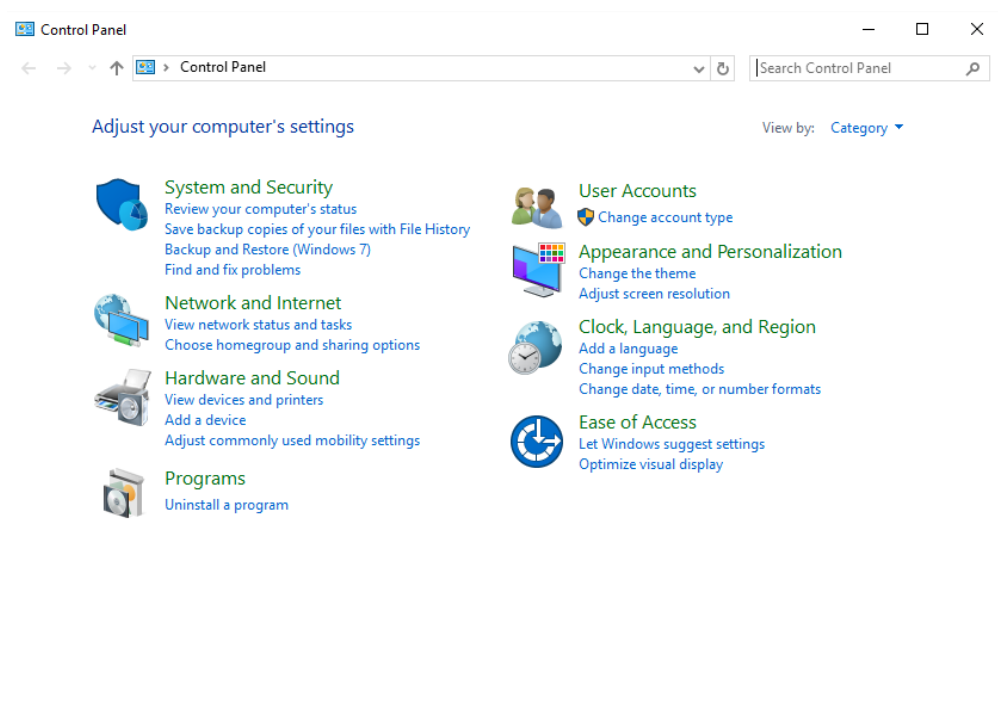 Control Panel
Control Panel
Search Control Panel
Adjust your computer's settings
View by: Category
System and Security
Review your computer's status
Save backup copies of your files with File History
Backup and Restore (Windows 7)
Find and fix problems
Network and Internet
View network status and tasks
Choose homegroup and sharing options
Hardware and Sound
View devices and printers
Add a device
Adjust commonly used mobility settings
Programs
Uninstall a program
User Accounts
Change account type
Appearance and Personalization
Change the theme
Adjust screen resolution
Clock, Language, and Region
Add a language
Change input methods
Change date, time, or number formats
Ease of Access
Let Windows suggest settings
Optimize visual display